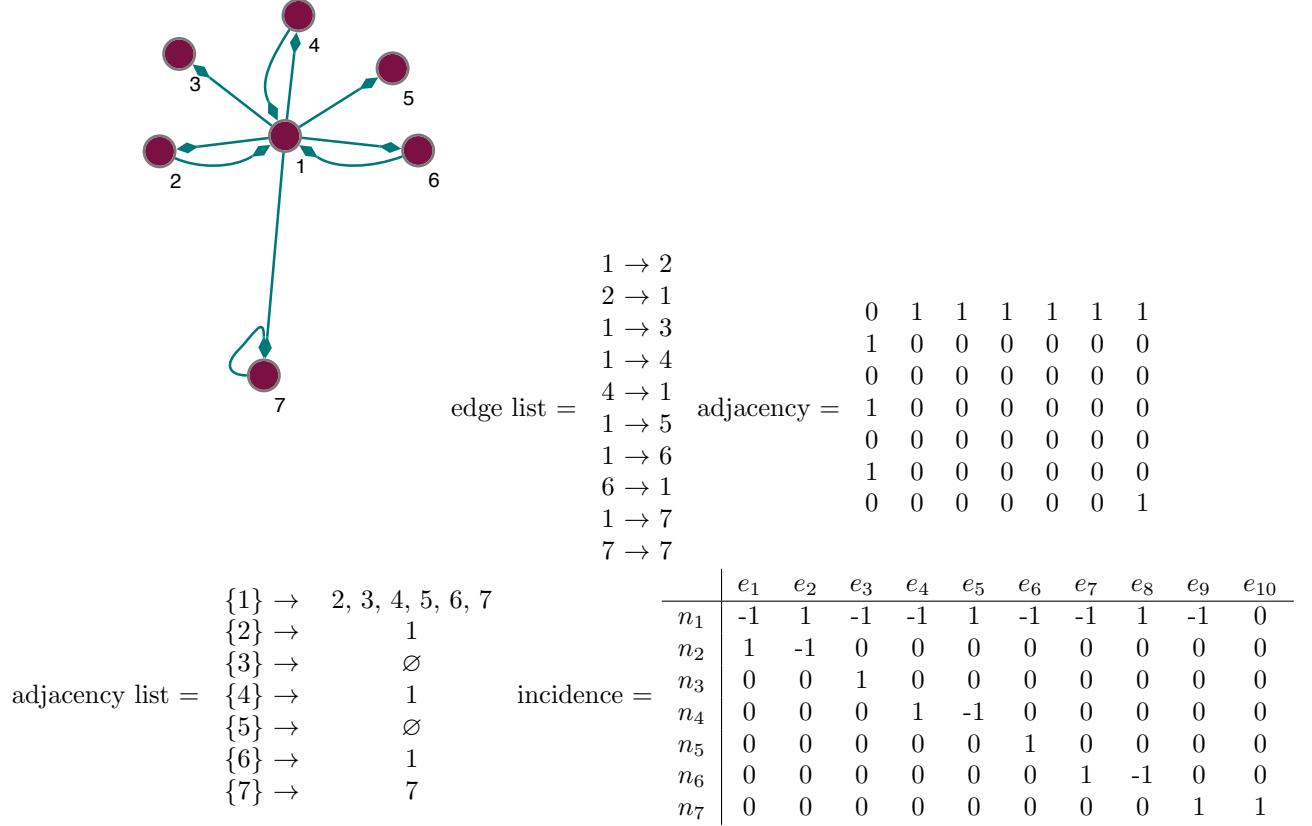 4
3
5
1
2
6
7
edge list =
1 → 2
2 → 1
1 → 3
1 → 4
4 → 1
1 → 5
1 → 6
6 → 1
1 → 7
7 → 7
adjacency =
0 1 1 1 1 1 1
1 0 0 0 0 0 0
0 0 0 0 0 0 0
1 0 0 0 0 0 0
0 0 0 0 0 0 0
1 0 0 0 0 0 0
0 0 0 0 0 0 1
adjacency list =
{1} → 2, 3, 4, 5, 6, 7
{2} → 1
{3} → ∅
{4} → 1
{5} → ∅
{6} → 1
{7} → 7
incidence =
e₁ e₂ e₃ e₄ e₅ e₆ e₇ e₈ e₉ e₁₀
n₁ -1 1 -1 -1 1 -1 -1 1 -1 0
n₂ 1 -1 0 0 0 0 0 0 0 0
n₃ 0 0 1 0 0 0 0 0 0 0
n₄ 0 0 0 1 -1 0 0 0 0 0
n₅ 0 0 0 0 0 1 0 0 0 0
n₆ 0 0 0 0 0 0 1 -1 0 0
n₇ 0 0 0 0 0 0 0 0 1 1